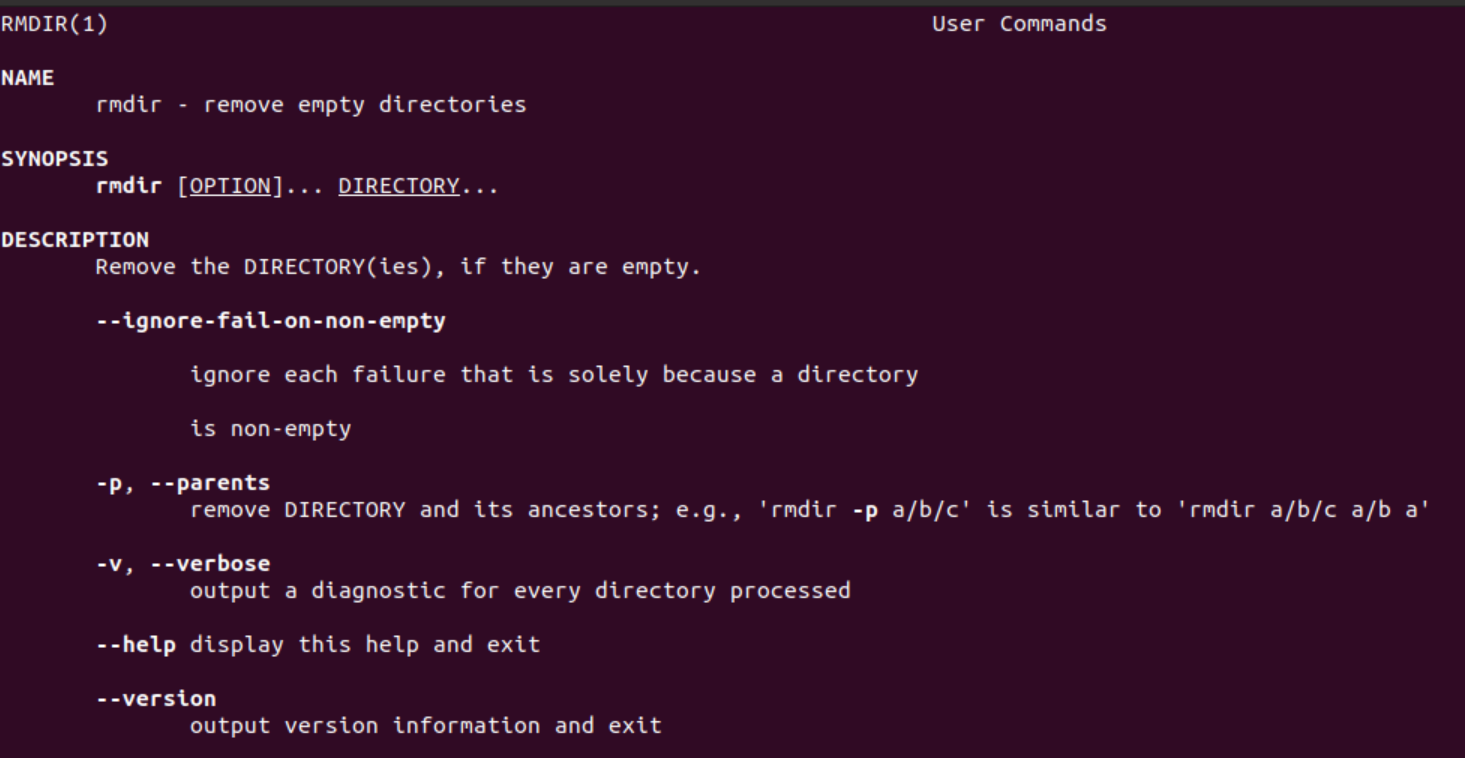 RMDIR(1) User Commands
NAME
rmdir - remove empty directories
SYNOPSIS
rmdir [OPTION]... DIRECTORY...
DESCRIPTION
Remove the DIRECTORY(ies), if they are empty.
--ignore-fail-on-non-empty
ignore each failure that is solely because a directory
is non-empty
-p, --parents
remove DIRECTORY and its ancestors; e.g., 'rmdir -p a/b/c' is similar to 'rmdir a/b/c a/b a'
-v, --verbose
output a diagnostic for every directory processed
--help display this help and exit
--version
output version information and exit